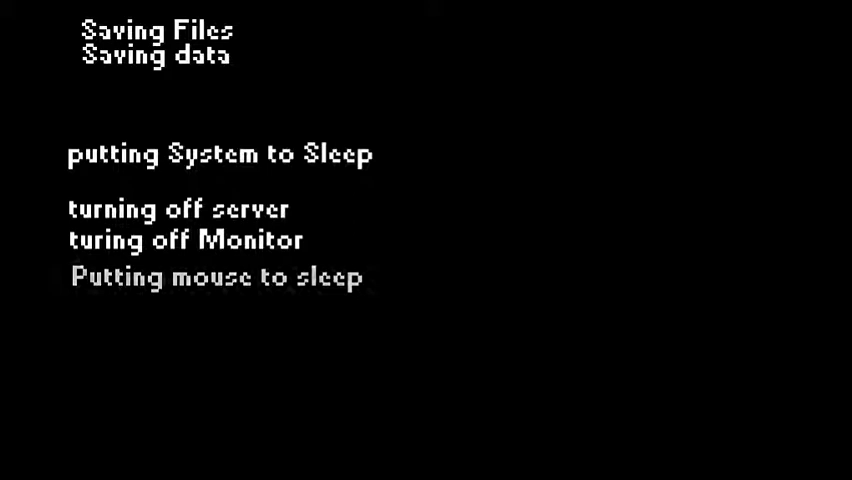 Saving Files
Saving data
putting System to Sleep
turning off server
turing off Monitor
Putting mouse to sleep